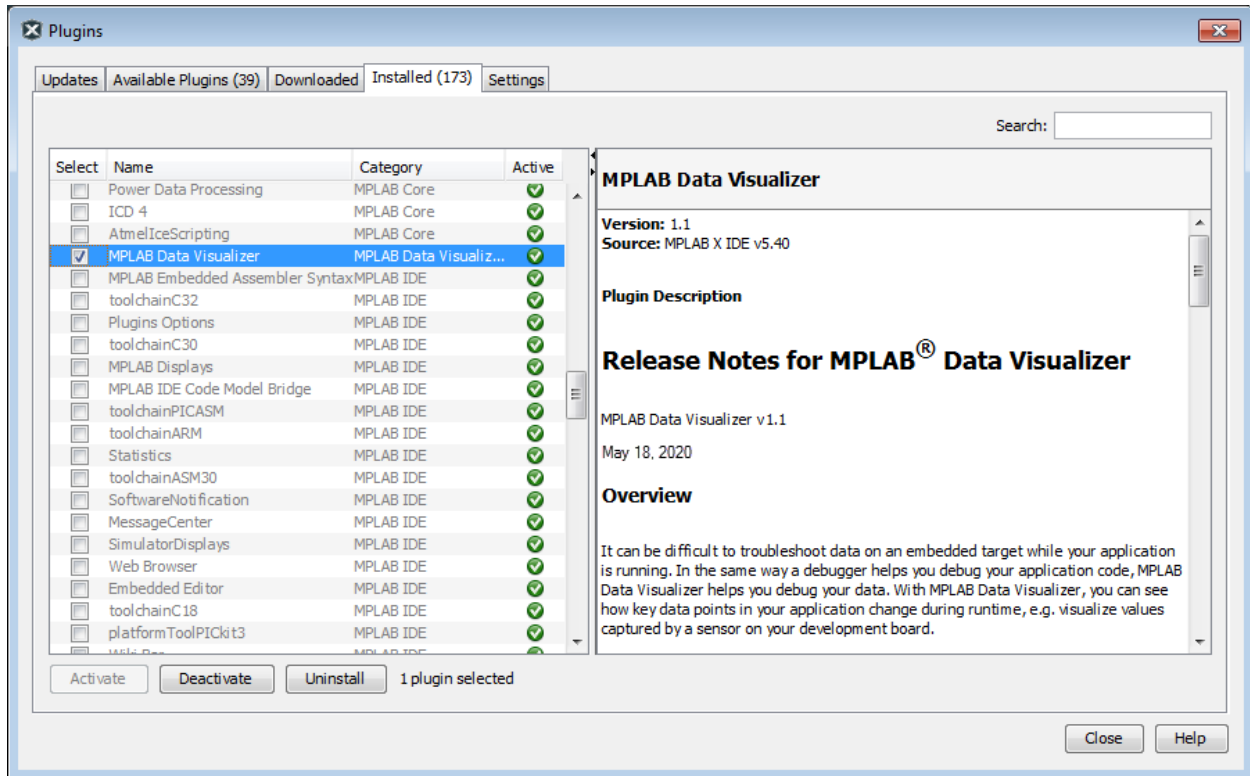 Plugins
Updates Available Plugins (39) Downloaded Installed (173) Settings
Search:
Select Name Category Active
Power Data Processing MPLAB Core
ICD 4 MPLAB Core
AtmelIceScripting MPLAB Core
MPLAB Data Visualizer MPLAB Data Visualiz...
MPLAB Embedded Assembler Syntax MPLAB IDE
toolchainC32 MPLAB IDE
Plugins Options MPLAB IDE
toolchainC30 MPLAB IDE
MPLAB Displays MPLAB IDE
MPLAB IDE Code Model Bridge MPLAB IDE
toolchainPICASM MPLAB IDE
toolchainARM MPLAB IDE
Statistics MPLAB IDE
toolchainASM30 MPLAB IDE
SoftwareNotification MPLAB IDE
MessageCenter MPLAB IDE
SimulatorDisplays MPLAB IDE
Web Browser MPLAB IDE
Embedded Editor MPLAB IDE
toolchainC18 MPLAB IDE
platformToolPICkit3 MPLAB IDE
MPLAB Data Visualizer
Version: 1.1
Source: MPLAB X IDE v5.40
Plugin Description
Release Notes for MPLAB® Data Visualizer
MPLAB Data Visualizer v1.1
May 18, 2020
Overview
It can be difficult to troubleshoot data on an embedded target while your application
is running. In the same way a debugger helps you debug your application code, MPLAB
Data Visualizer helps you debug your data. With MPLAB Data Visualizer, you can see
how key data points in your application change during runtime, e.g. visualize values
captured by a sensor on your development board.
Activate Deactivate Uninstall 1 plugin selected
Close Help